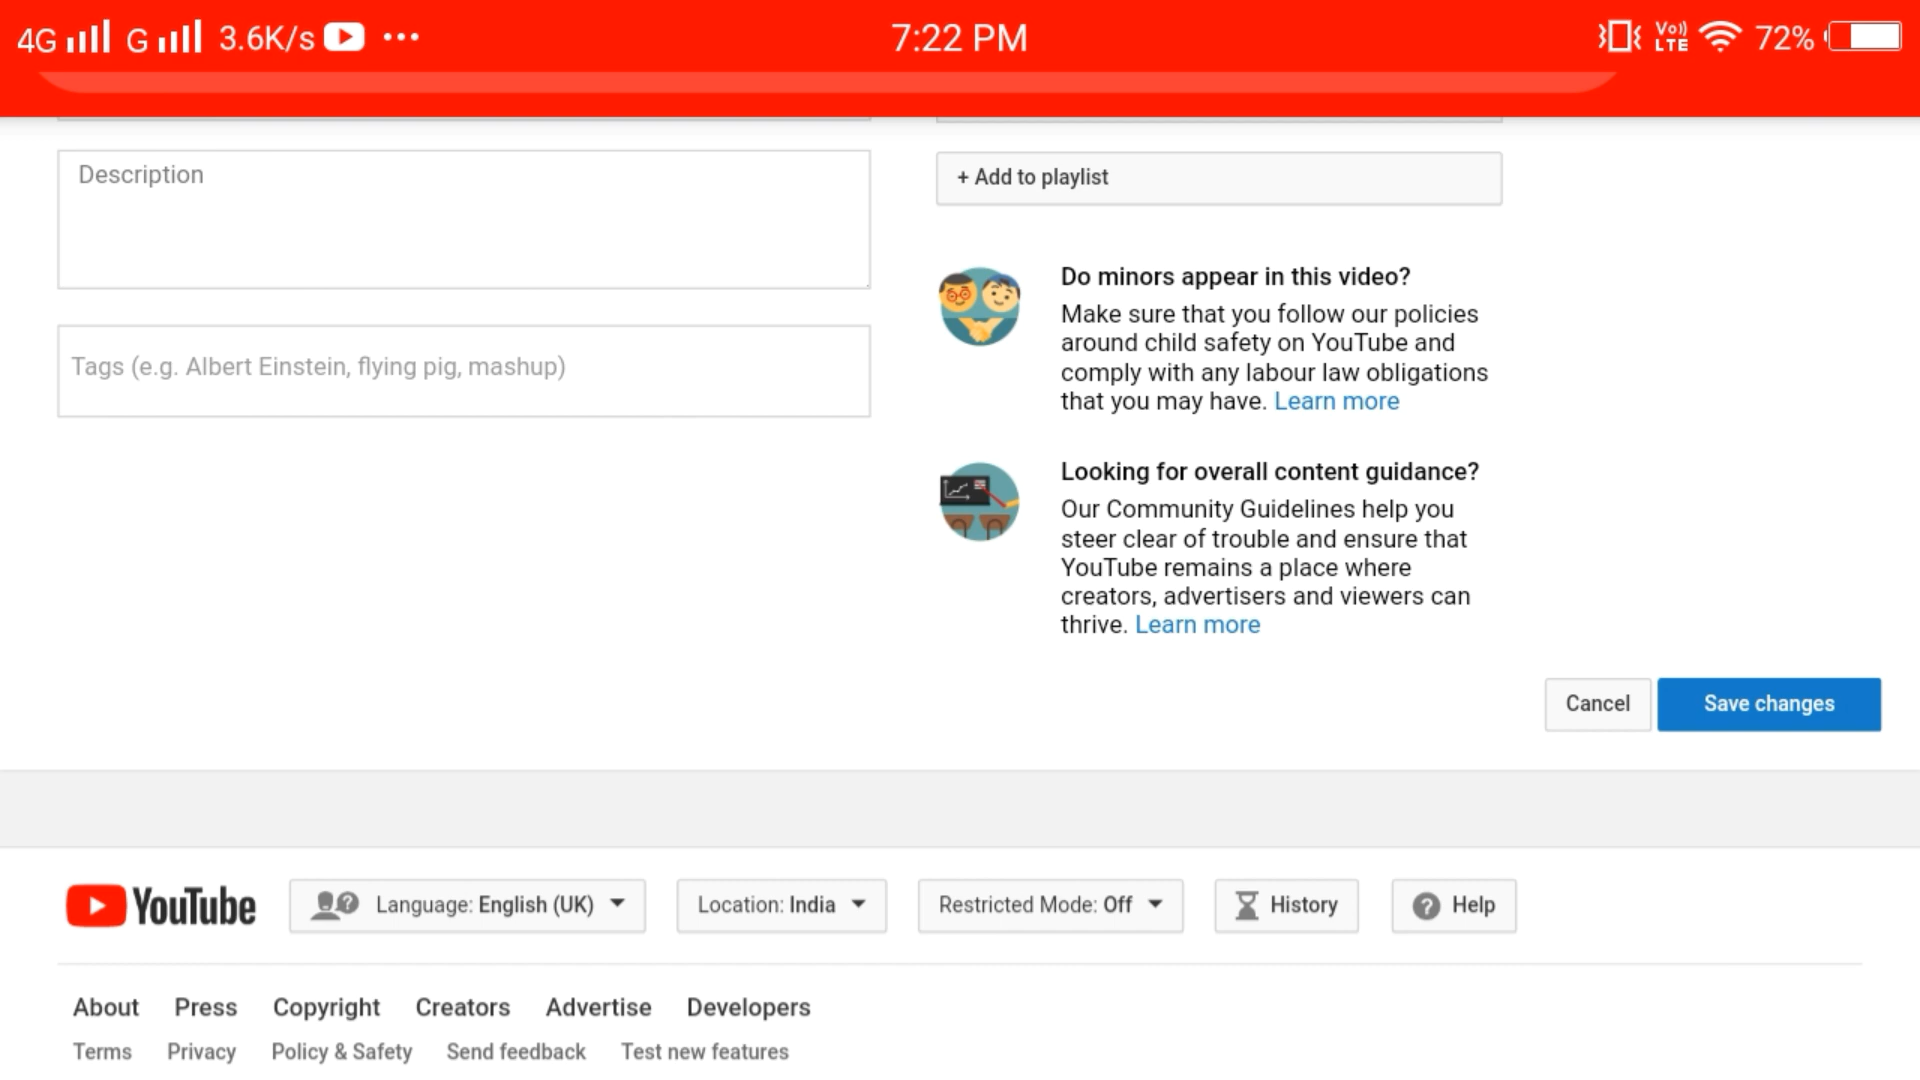 4G G 3.6K/s ••• 7:22 PM Vo)) LTE 72%
Description
+ Add to playlist
Tags (e.g. Albert Einstein, flying pig, mashup)
Do minors appear in this video?
Make sure that you follow our policies
around child safety on YouTube and
comply with any labour law obligations
that you may have. Learn more
Looking for overall content guidance?
Our Community Guidelines help you
steer clear of trouble and ensure that
YouTube remains a place where
creators, advertisers and viewers can
thrive. Learn more
Cancel Save changes
YouTube Language: English (UK) Location: India Restricted Mode: Off History Help
About Press Copyright Creators Advertise Developers
Terms Privacy Policy & Safety Send feedback Test new features